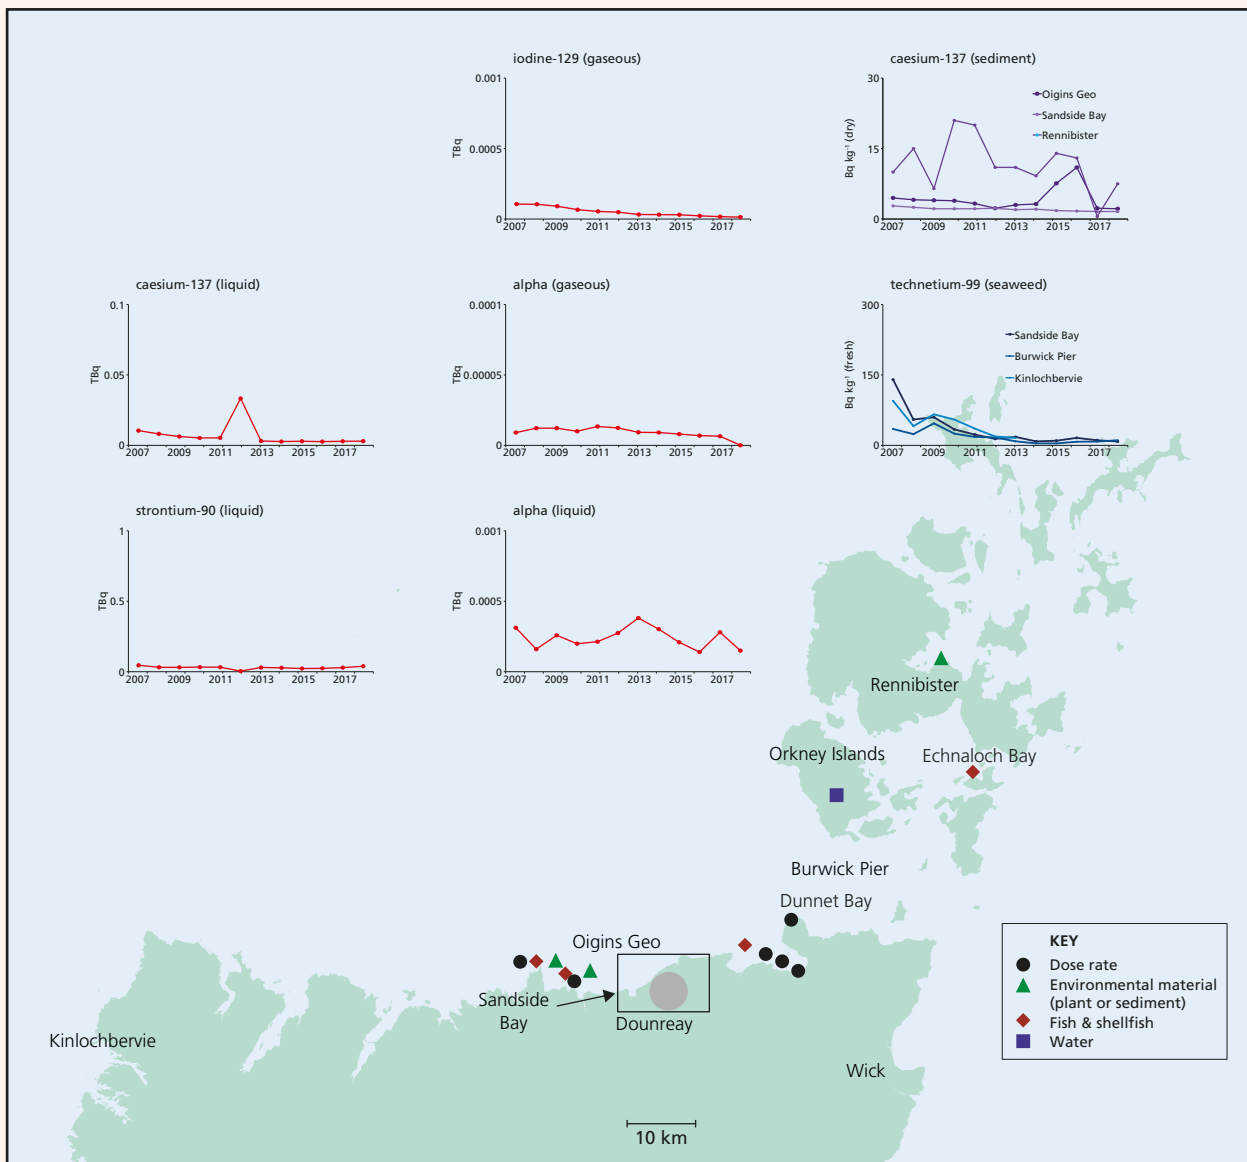 iodine-129 (gaseous)
0.001
0.0005
0
TBq
2007 2009 2011 2013 2015 2017
caesium-137 (sediment)
30
15
0
Bq kg⁻¹ (dry)
Oigins Geo
Sandside Bay
Rennibister
2007 2009 2011 2013 2015 2017
caesium-137 (liquid)
0.1
0.05
0
TBq
2007 2009 2011 2013 2015 2017
alpha (gaseous)
0.0001
0.00005
0
TBq
2007 2009 2011 2013 2015 2017
technetium-99 (seaweed)
300
150
0
Bq kg⁻¹ (fresh)
Sandside Bay
Burwick Pier
Kinlochbervie
2007 2009 2011 2013 2015 2017
strontium-90 (liquid)
1
0.5
0
TBq
2007 2009 2011 2013 2015 2017
alpha (liquid)
0.001
0.0005
0
TBq
2007 2009 2011 2013 2015 2017
Rennibister
Orkney Islands
Echnaloch Bay
Burwick Pier
Dunnet Bay
Oigins Geo
Sandside
Bay
Dounreay
Kinlochbervie
Wick
10 km
KEY
Dose rate
Environmental material
(plant or sediment)
Fish & shellfish
Water